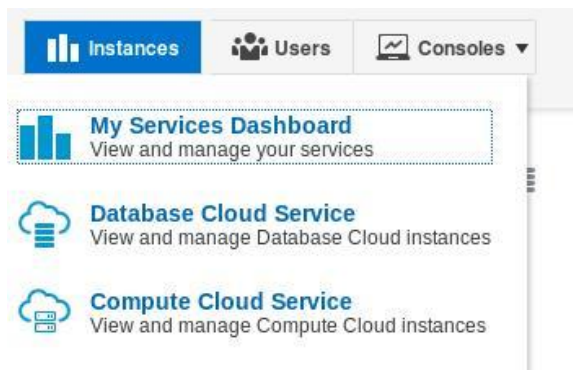 Instances Users Consoles ▼
My Services Dashboard
View and manage your services
Database Cloud Service
View and manage Database Cloud instances
Compute Cloud Service
View and manage Compute Cloud instances